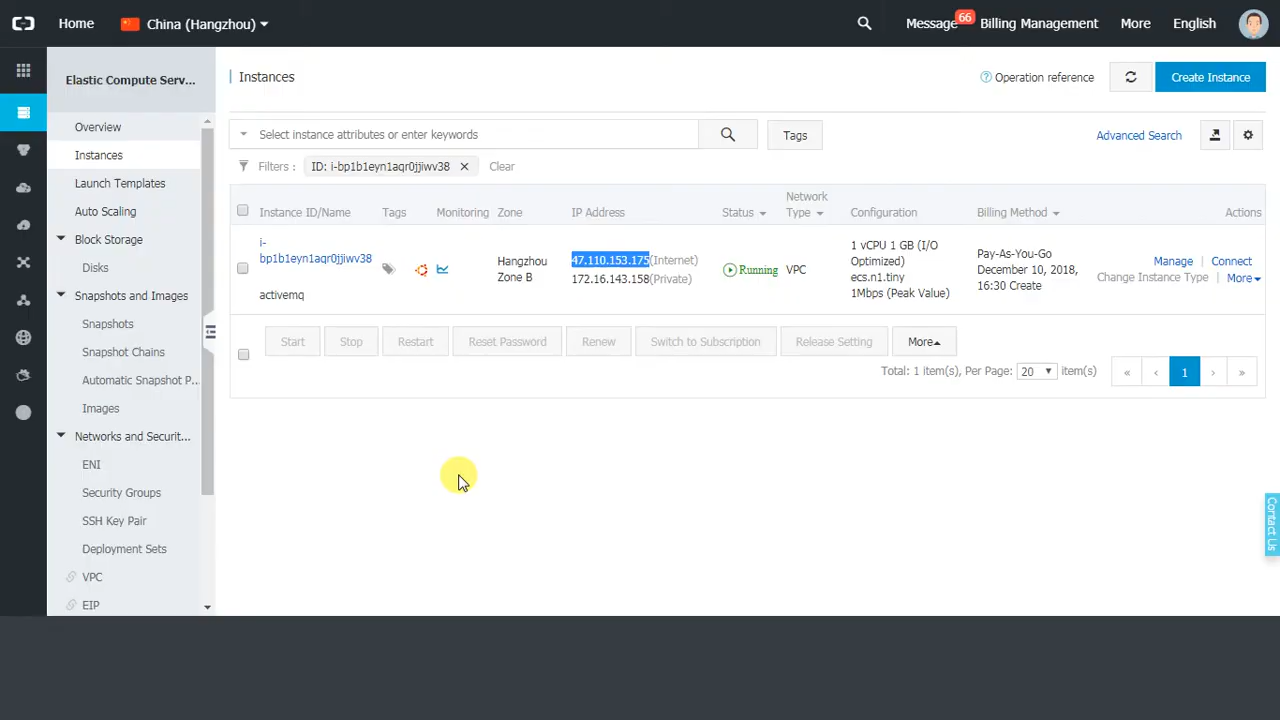 Home
China (Hangzhou)
Message
66
Billing Management
More
English
Elastic Compute Serv...
Overview
Instances
Launch Templates
Auto Scaling
Block Storage
Disks
Snapshots and Images
Snapshots
Snapshot Chains
Automatic Snapshot P...
Images
Networks and Securit...
ENI
Security Groups
SSH Key Pair
Deployment Sets
VPC
EIP
Instances
Operation reference
Create Instance
Select instance attributes or enter keywords
Tags
Advanced Search
Filters :
ID: i-bp1b1eyn1aqr0jjiwv38
Clear
Instance ID/Name
Tags
Monitoring
Zone
IP Address
Status
Network
Type
Configuration
Billing Method
Actions
i-
bp1b1eyn1aqr0jjiwv38
activemq
Hangzhou
Zone B
47.110.153.175(Internet)
172.16.143.158(Private)
Running
VPC
1 vCPU 1 GB (I/O
Optimized)
ecs.n1.tiny
1Mbps (Peak Value)
Pay-As-You-Go
December 10, 2018,
16:30 Create
Manage
Connect
Change Instance Type
More
Start
Stop
Restart
Reset Password
Renew
Switch to Subscription
Release Setting
More
Total: 1 item(s), Per Page:
20
item(s)
«
‹
1
›
»
Contact Us